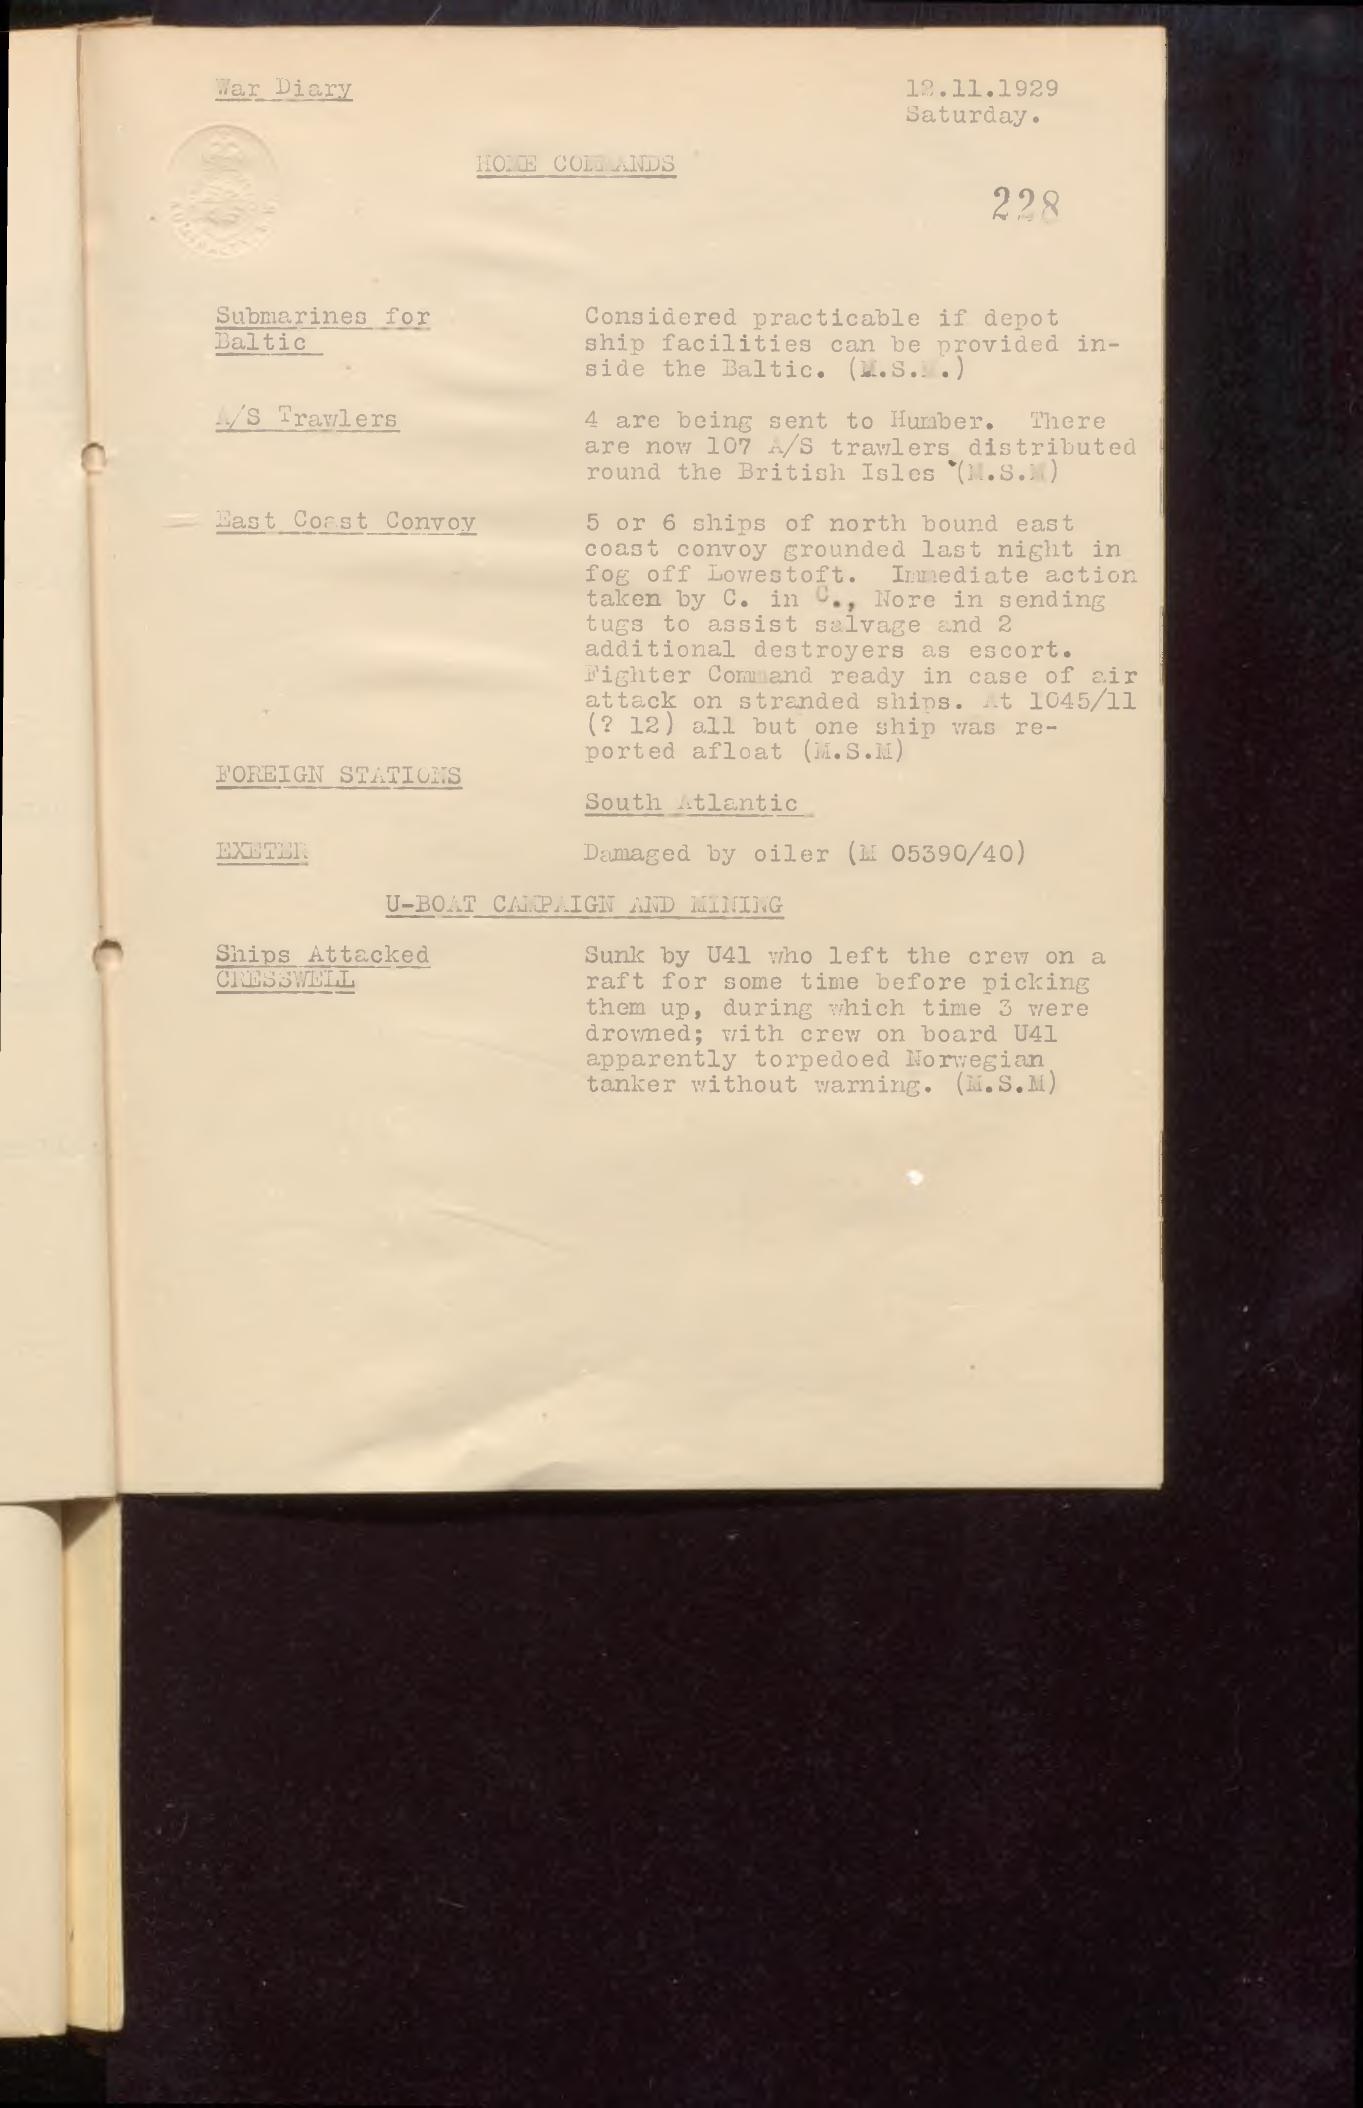 War Diary
12.11.1929
Saturday.
HOME COMMANDS
228
Submarines for
Baltic
Considered practicable if depot
ship facilities can be provided in-
side the Baltic. (M.S.M.)
A/S Trawlers
4 are being sent to Humber. There
are now 107 A/S trawlers distributed
round the British Isles (M.S.M)
East Coast Convoy
5 or 6 ships of north bound east
coast convoy grounded last night in
fog off Lowestoft. Immediate action
taken by C. in C., Nore in sending
tugs to assist salvage and 2
additional destroyers as escort.
Fighter Command ready in case of air
attack on stranded ships. At 1045/11
(? 12) all but one ship was re-
ported afloat (M.S.M)
FOREIGN STATIONS
South Atlantic
EXETER
Damaged by oiler (M 05390/40)
U-BOAT CAMPAIGN AND MINING
Ships Attacked
CRESSWELL
Sunk by U41 who left the crew on a
raft for some time before picking
them up, during which time 3 were
drowned; with crew on board U41
apparently torpedoed Norwegian
tanker without warning. (M.S.M)